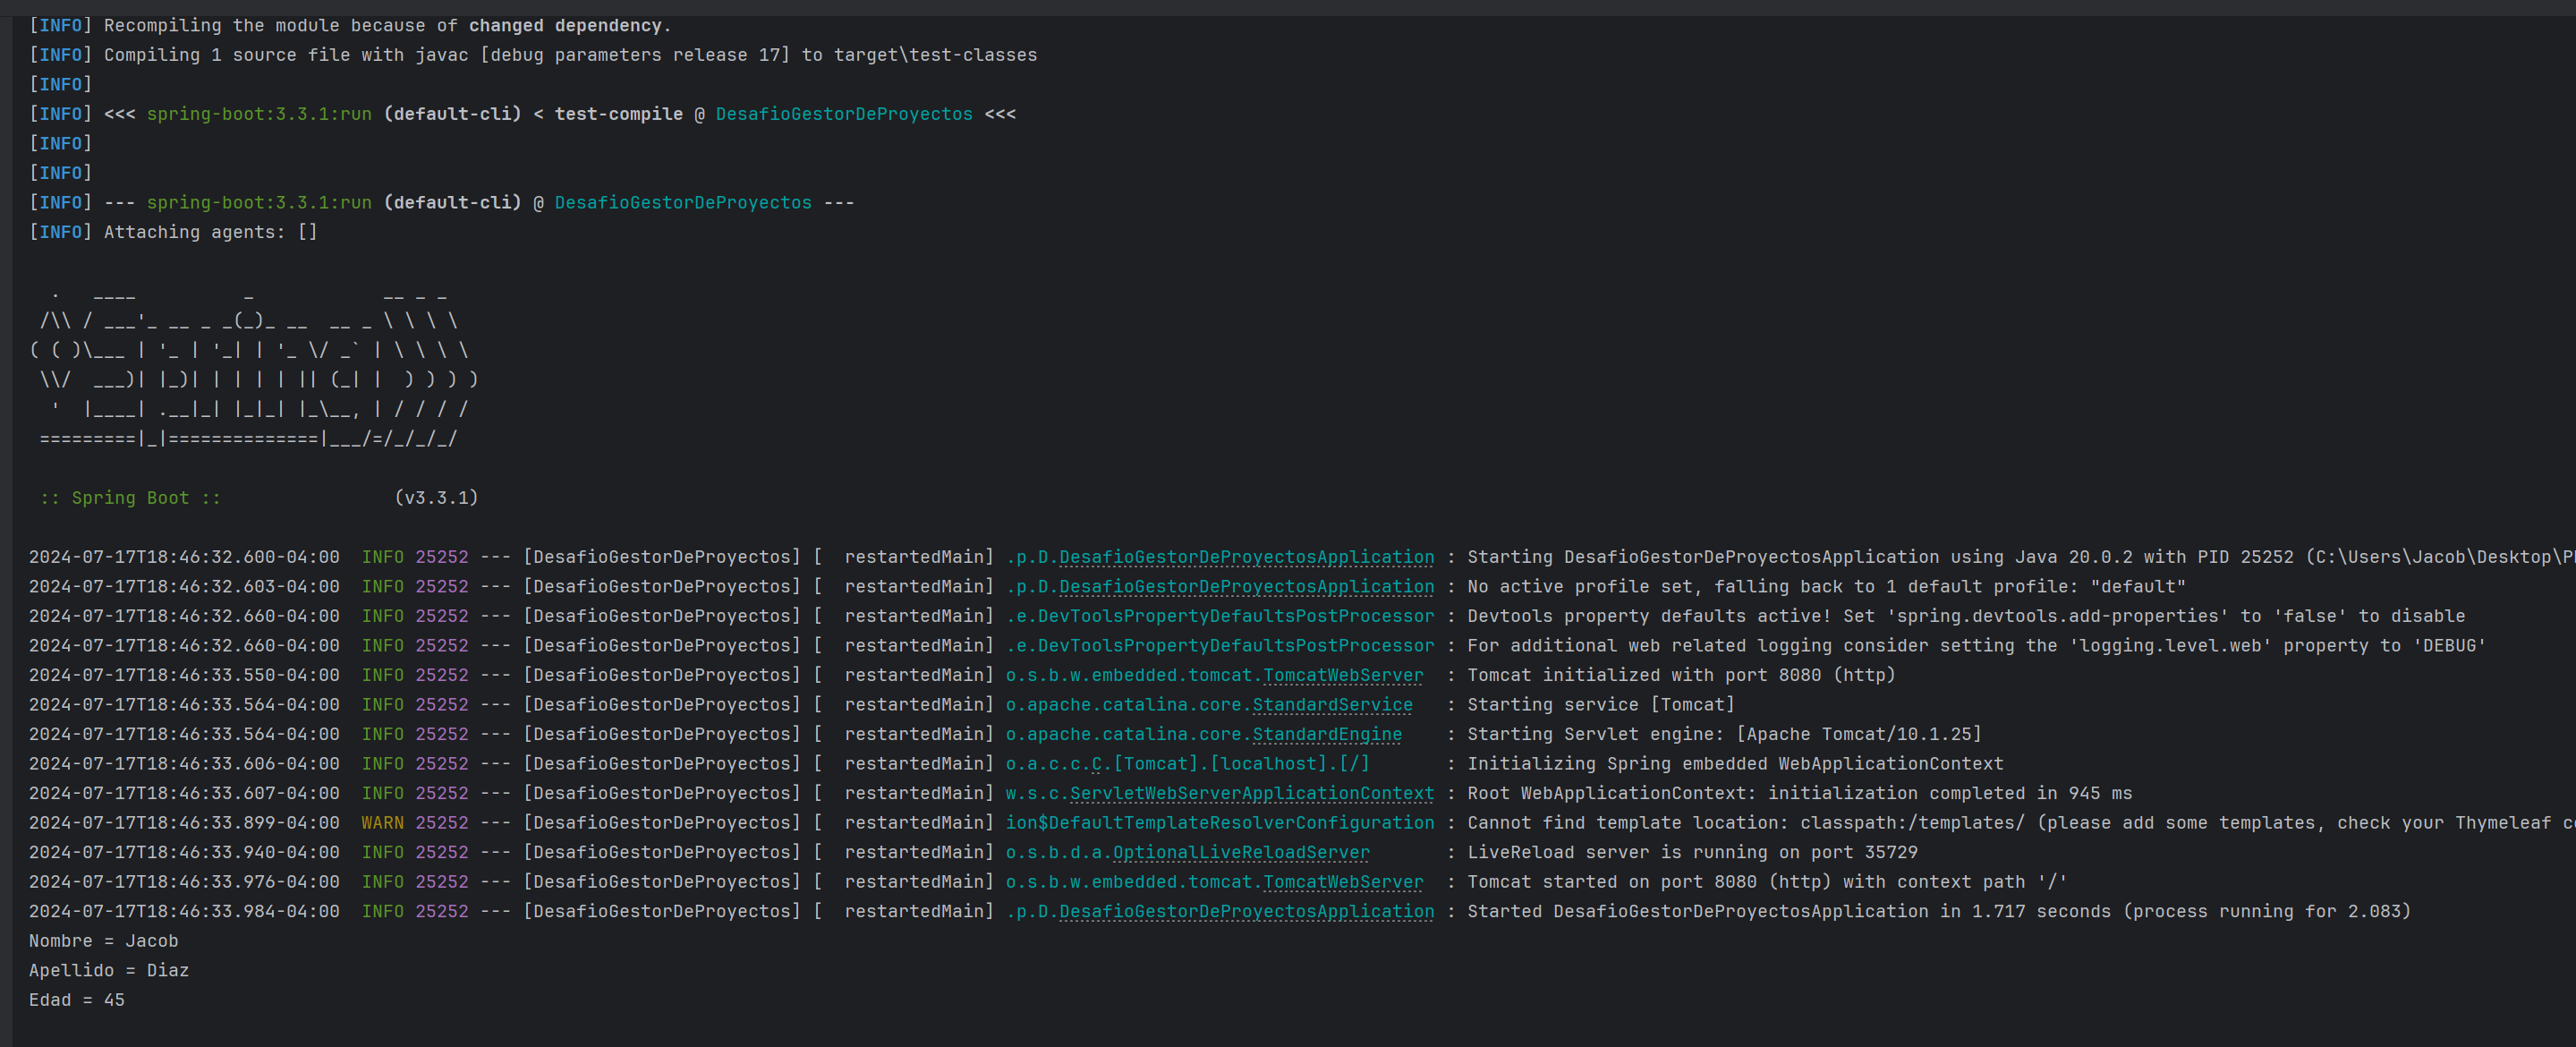 [INFO] Recompiling the module because of changed dependency.
[INFO] Compiling 1 source file with javac [debug parameters release 17] to target\test-classes
[INFO]
[INFO] <<< spring-boot:3.3.1:run (default-cli) < test-compile @ DesafioGestorDeProyectos <<<
[INFO]
[INFO]
[INFO] --- spring-boot:3.3.1:run (default-cli) @ DesafioGestorDeProyectos ---
[INFO] Attaching agents: []
  .   ____          _            __ _ _
 /\\ / ___'_ __ _ _(_)_ __  __ _ \ \ \ \
( ( )\___ | '_ | '_| | '_ \/ _` | \ \ \ \
 \\/  ___)| |_)| | | | | || (_| |  ) ) ) )
  '  |____| .__|_| |_|_| |_\__, | / / / /
 =========|_|==============|___/=/_/_/_/
 :: Spring Boot ::                (v3.3.1)
2024-07-17T18:46:32.600-04:00  INFO 25252 --- [DesafioGestorDeProyectos] [  restartedMain] .p.D.DesafioGestorDeProyectosApplication : Starting DesafioGestorDeProyectosApplication using Java 20.0.2 with PID 25252 (C:\Users\Jacob\Desktop\
2024-07-17T18:46:32.603-04:00  INFO 25252 --- [DesafioGestorDeProyectos] [  restartedMain] .p.D.DesafioGestorDeProyectosApplication : No active profile set, falling back to 1 default profile: "default"
2024-07-17T18:46:32.660-04:00  INFO 25252 --- [DesafioGestorDeProyectos] [  restartedMain] .e.DevToolsPropertyDefaultsPostProcessor : Devtools property defaults active! Set 'spring.devtools.add-properties' to 'false' to disable
2024-07-17T18:46:32.660-04:00  INFO 25252 --- [DesafioGestorDeProyectos] [  restartedMain] .e.DevToolsPropertyDefaultsPostProcessor : For additional web related logging consider setting the 'logging.level.web' property to 'DEBUG'
2024-07-17T18:46:33.550-04:00  INFO 25252 --- [DesafioGestorDeProyectos] [  restartedMain] o.s.b.w.embedded.tomcat.TomcatWebServer  : Tomcat initialized with port 8080 (http)
2024-07-17T18:46:33.564-04:00  INFO 25252 --- [DesafioGestorDeProyectos] [  restartedMain] o.apache.catalina.core.StandardService   : Starting service [Tomcat]
2024-07-17T18:46:33.564-04:00  INFO 25252 --- [DesafioGestorDeProyectos] [  restartedMain] o.apache.catalina.core.StandardEngine    : Starting Servlet engine: [Apache Tomcat/10.1.25]
2024-07-17T18:46:33.606-04:00  INFO 25252 --- [DesafioGestorDeProyectos] [  restartedMain] o.a.c.c.C.[Tomcat].[localhost].[/]       : Initializing Spring embedded WebApplicationContext
2024-07-17T18:46:33.607-04:00  INFO 25252 --- [DesafioGestorDeProyectos] [  restartedMain] w.s.c.ServletWebServerApplicationContext : Root WebApplicationContext: initialization completed in 945 ms
2024-07-17T18:46:33.899-04:00  WARN 25252 --- [DesafioGestorDeProyectos] [  restartedMain] ion$DefaultTemplateResolverConfiguration : Cannot find template location: classpath:/templates/ (please add some templates, check your Thymeleaf
2024-07-17T18:46:33.940-04:00  INFO 25252 --- [DesafioGestorDeProyectos] [  restartedMain] o.s.b.d.a.OptionalLiveReloadServer       : LiveReload server is running on port 35729
2024-07-17T18:46:33.976-04:00  INFO 25252 --- [DesafioGestorDeProyectos] [  restartedMain] o.s.b.w.embedded.tomcat.TomcatWebServer  : Tomcat started on port 8080 (http) with context path '/'
2024-07-17T18:46:33.984-04:00  INFO 25252 --- [DesafioGestorDeProyectos] [  restartedMain] .p.D.DesafioGestorDeProyectosApplication : Started DesafioGestorDeProyectosApplication in 1.717 seconds (process running for 2.083)
Nombre = Jacob
Apellido = Diaz
Edad = 45